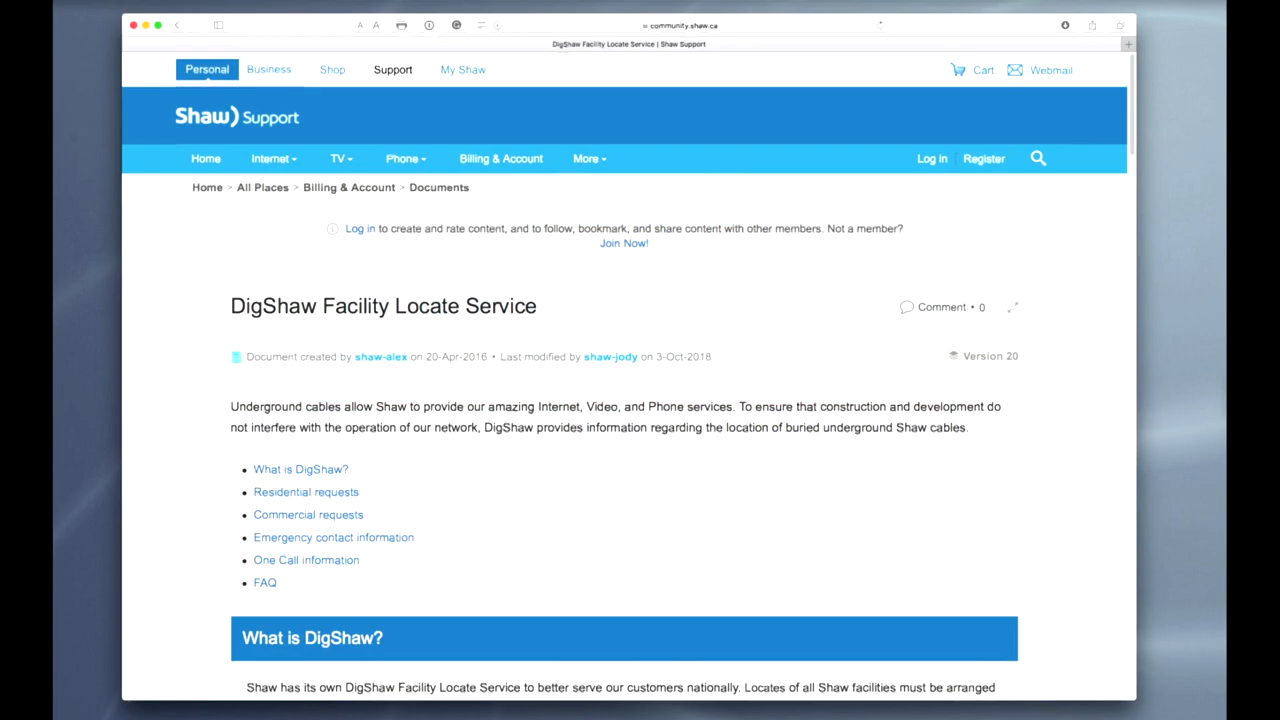 community.shaw.ca
DigShaw Facility Locate Service | Shaw Support
Personal Business Shop Support My Shaw Cart Webmail
Shaw) Support
Home Internet TV Phone Billing & Account More Log in | Register
Home > All Places > Billing & Account > Documents
Log in to create and rate content, and to follow, bookmark, and share content with other members. Not a member?
Join Now!
DigShaw Facility Locate Service Comment • 0
Document created by shaw-alex on 20-Apr-2016 • Last modified by shaw-jody on 3-Oct-2018 Version 20
Underground cables allow Shaw to provide our amazing Internet, Video, and Phone services. To ensure that construction and development do
not interfere with the operation of our network, DigShaw provides information regarding the location of buried underground Shaw cables.
• What is DigShaw?
• Residential requests
• Commercial requests
• Emergency contact information
• One Call information
• FAQ
What is DigShaw?
Shaw has its own DigShaw Facility Locate Service to better serve our customers nationally. Locates of all Shaw facilities must be arranged